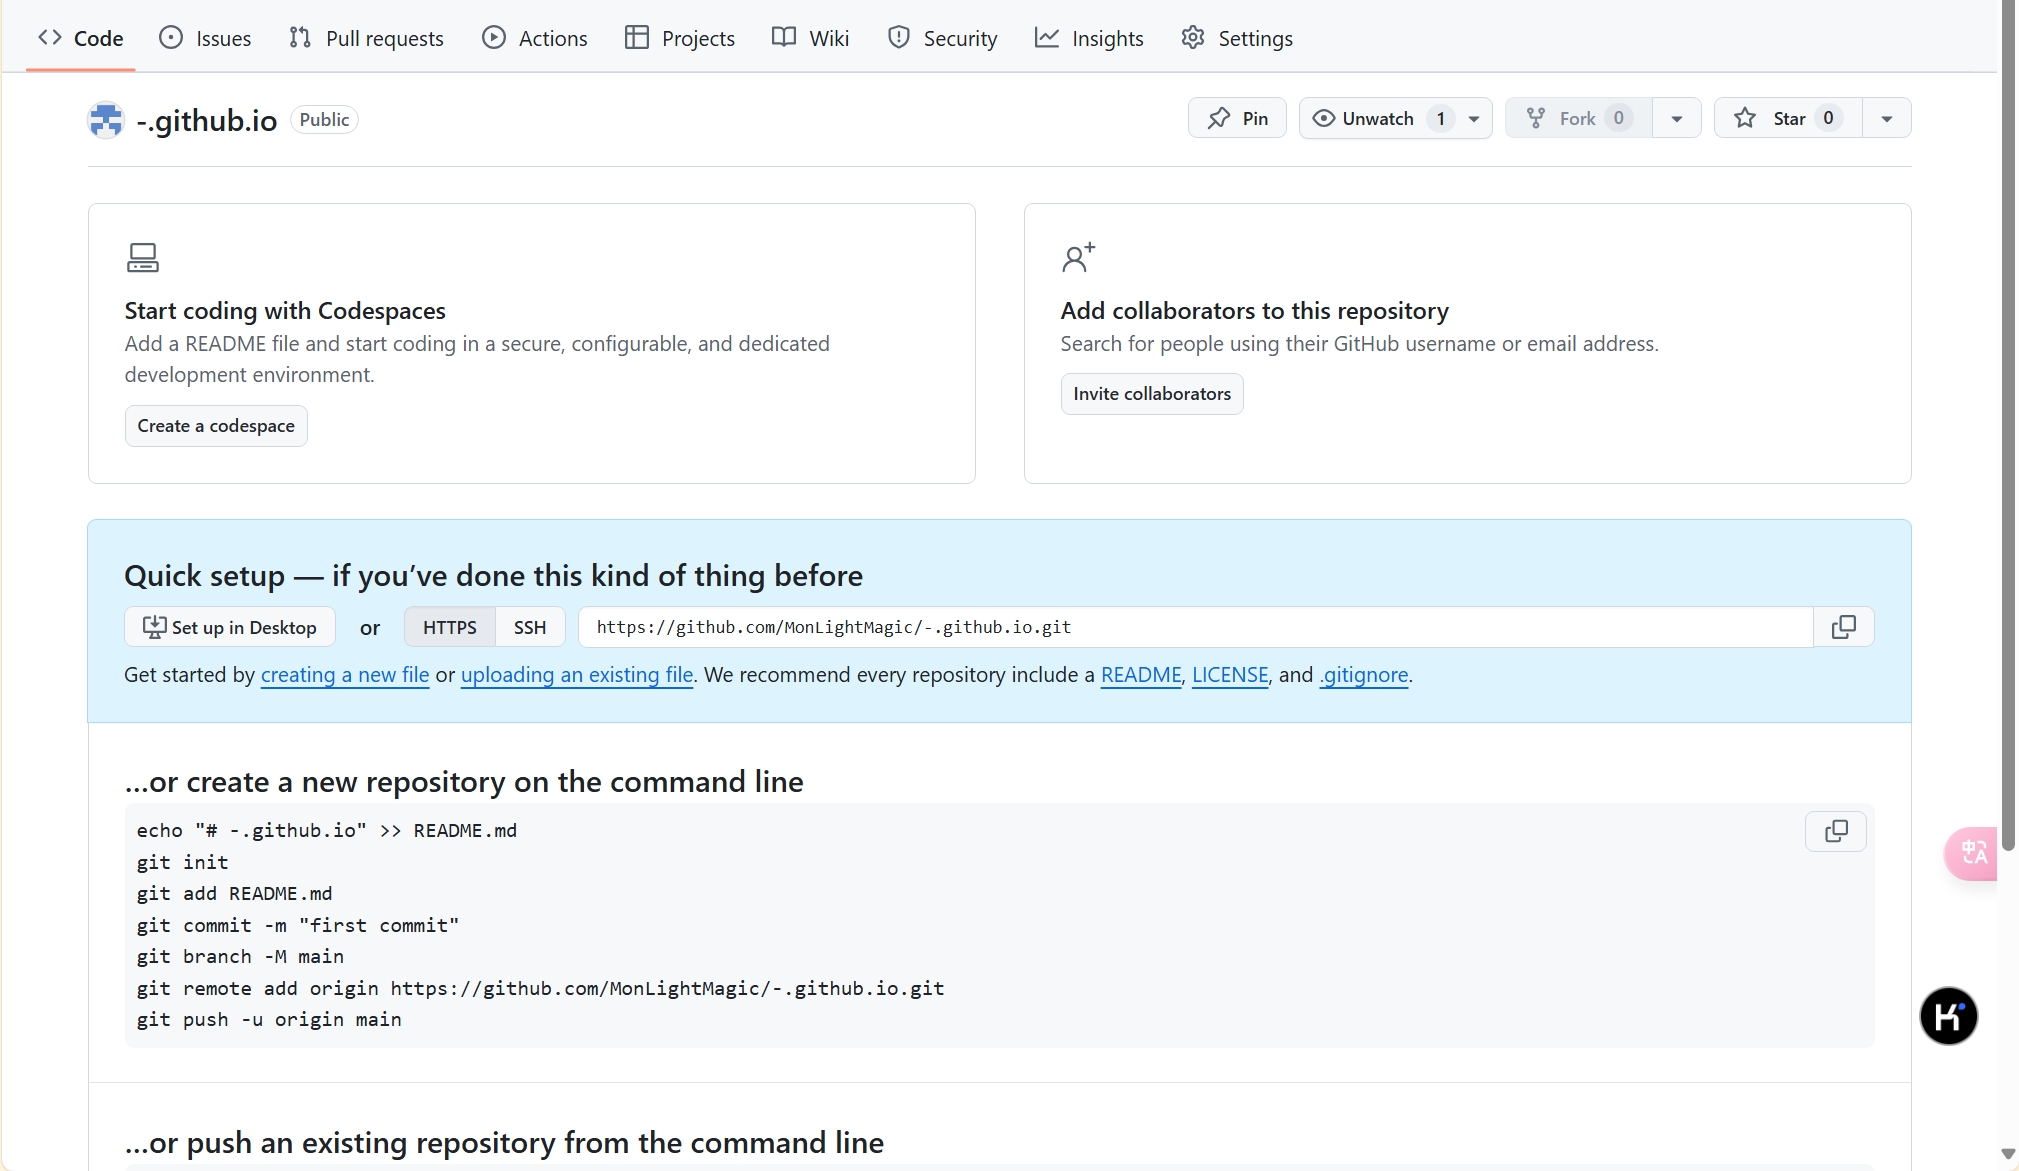 Code Issues Pull requests Actions Projects Wiki Security Insights Settings
-.github.io Public Pin Unwatch 1 Fork 0 Star 0
Start coding with Codespaces
Add a README file and start coding in a secure, configurable, and dedicated
development environment.
Create a codespace
Add collaborators to this repository
Search for people using their GitHub username or email address.
Invite collaborators
Quick setup — if you’ve done this kind of thing before
Set up in Desktop or HTTPS SSH https://github.com/MonLightMagic/-.github.io.git
Get started by creating a new file or uploading an existing file. We recommend every repository include a README, LICENSE, and .gitignore.
…or create a new repository on the command line
echo "# -.github.io" >> README.md
git init
git add README.md
git commit -m "first commit"
git branch -M main
git remote add origin https://github.com/MonLightMagic/-.github.io.git
git push -u origin main
中A
K
…or push an existing repository from the command line